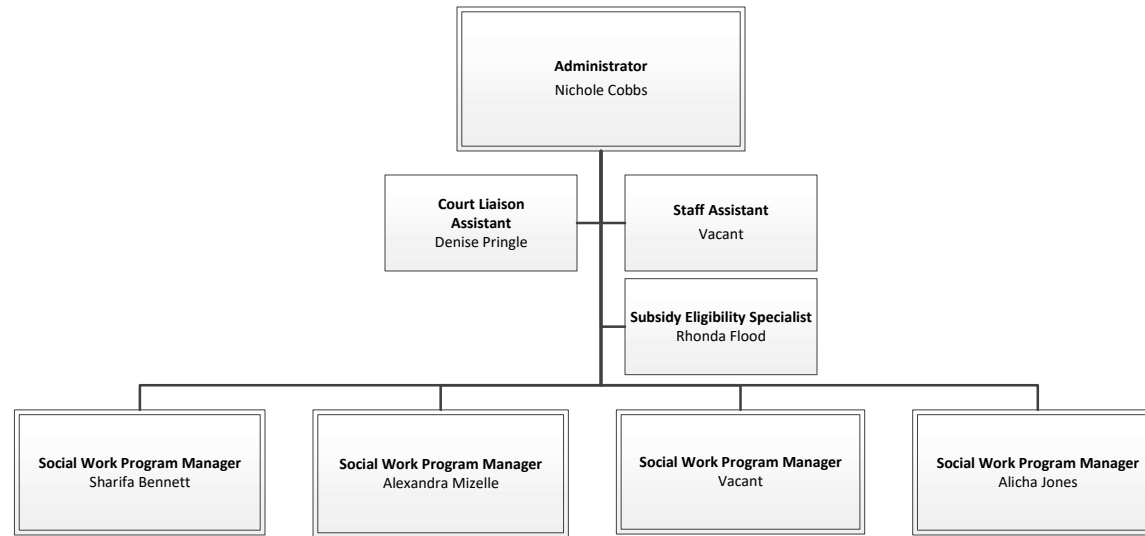 Administrator
Nichole Cobbs
Court Liaison
Assistant
Denise Pringle
Staff Assistant
Vacant
Subsidy Eligibility Specialist
Rhonda Flood
Social Work Program Manager
Sharifa Bennett
Social Work Program Manager
Alexandra Mizelle
Social Work Program Manager
Vacant
Social Work Program Manager
Alicha Jones